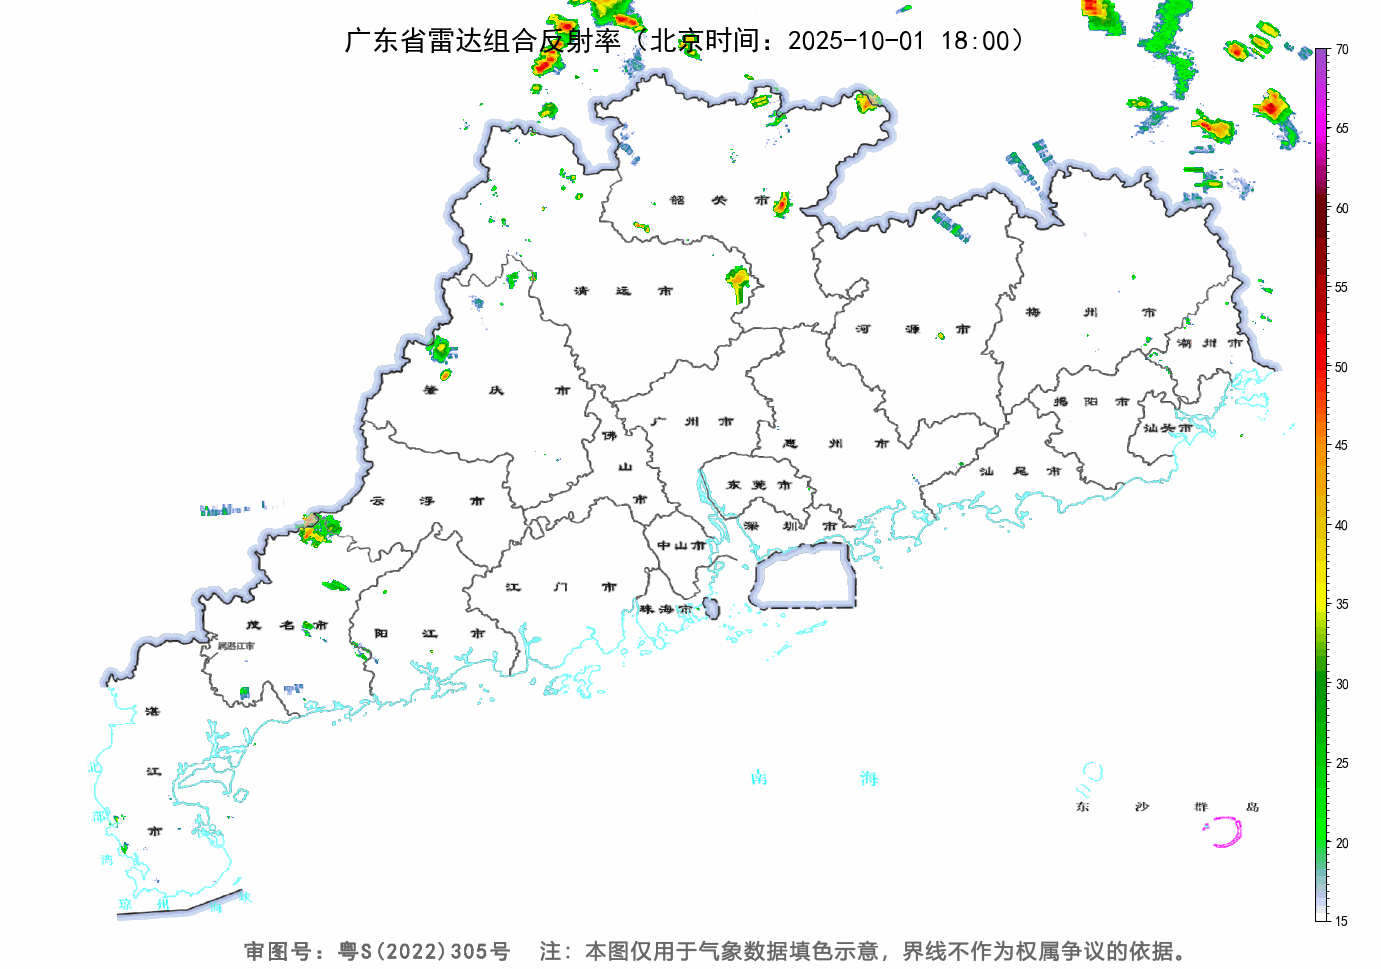 广东省雷达组合反射率（北京时间：2025-10-01 18:00）
70
65
60
55
50
45
40
35
30
25
20
15
韶关市
清远市
河源市
梅州市
潮州市
肇庆市
揭阳市
汕头市
广州市
佛山市
惠州市
汕尾市
云浮市
东莞市
深圳市
中山市
江门市
珠海市
茂名市
属湛江市
阳江市
湛江市
北部湾
南海
东沙群岛
琼州海峡
审图号：粤S(2022)305号 注：本图仅用于气象数据填色示意，界线不作为权属争议的依据。